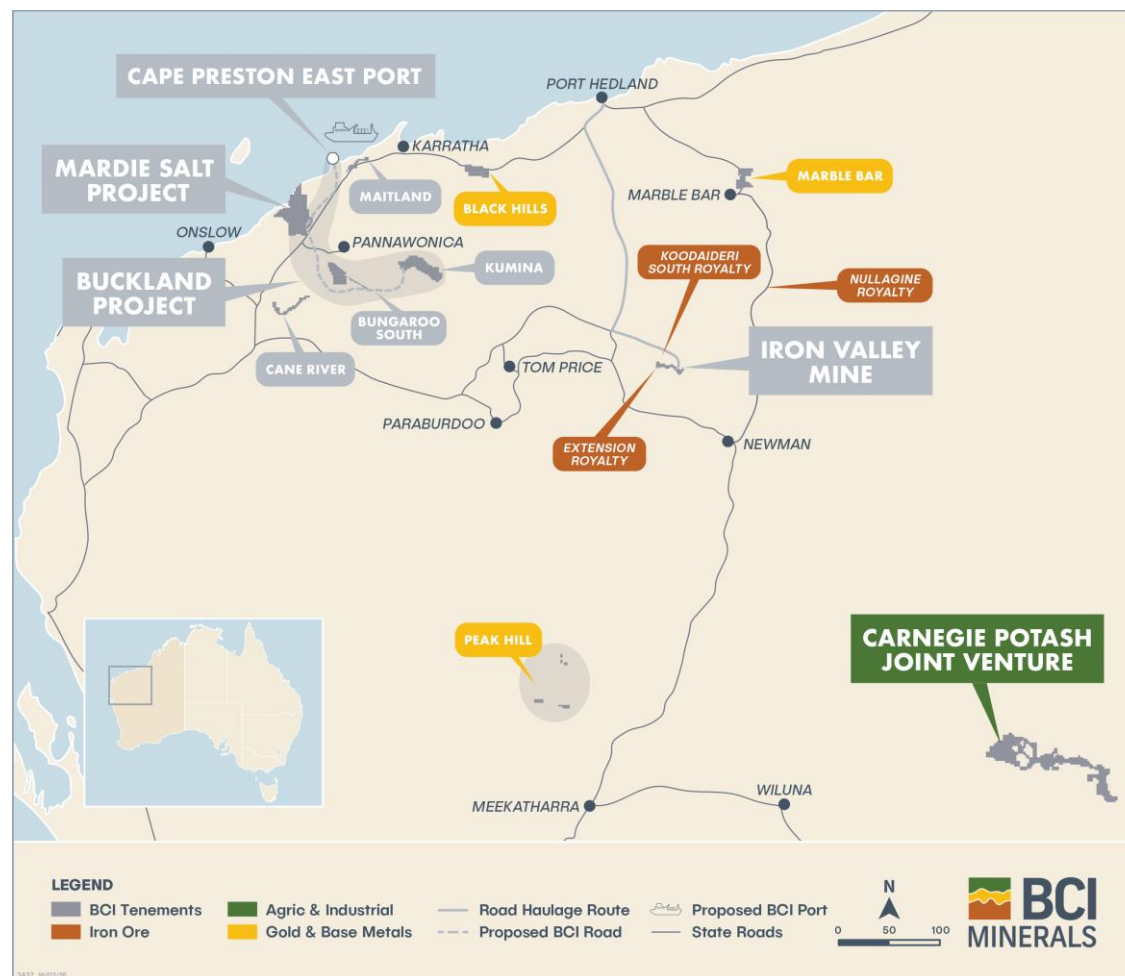 CAPE PRESTON EAST PORT
PORT HEDLAND
KARRATHA
MARDIE SALT
PROJECT
MAITLAND
BLACK HILLS
MARBLE BAR
MARBLE BAR
ONSLOW
PANNAWONICA
KOODAIDERI
SOUTH ROYALTY
BUCKLAND
PROJECT
KUMINA
NULLAGINE
ROYALTY
BUNGAROO
SOUTH
CANE RIVER
TOM PRICE
IRON VALLEY
MINE
PARABURDOO
EXTENSION
ROYALTY
NEWMAN
PEAK HILL
CARNEGIE POTASH
JOINT VENTURE
MEEKATHARRA
WILUNA
LEGEND
BCI Tenements
Iron Ore
Agric & Industrial
Gold & Base Metals
Road Haulage Route
Proposed BCI Road
Proposed BCI Port
State Roads
N
0 50 100
BCI
MINERALS